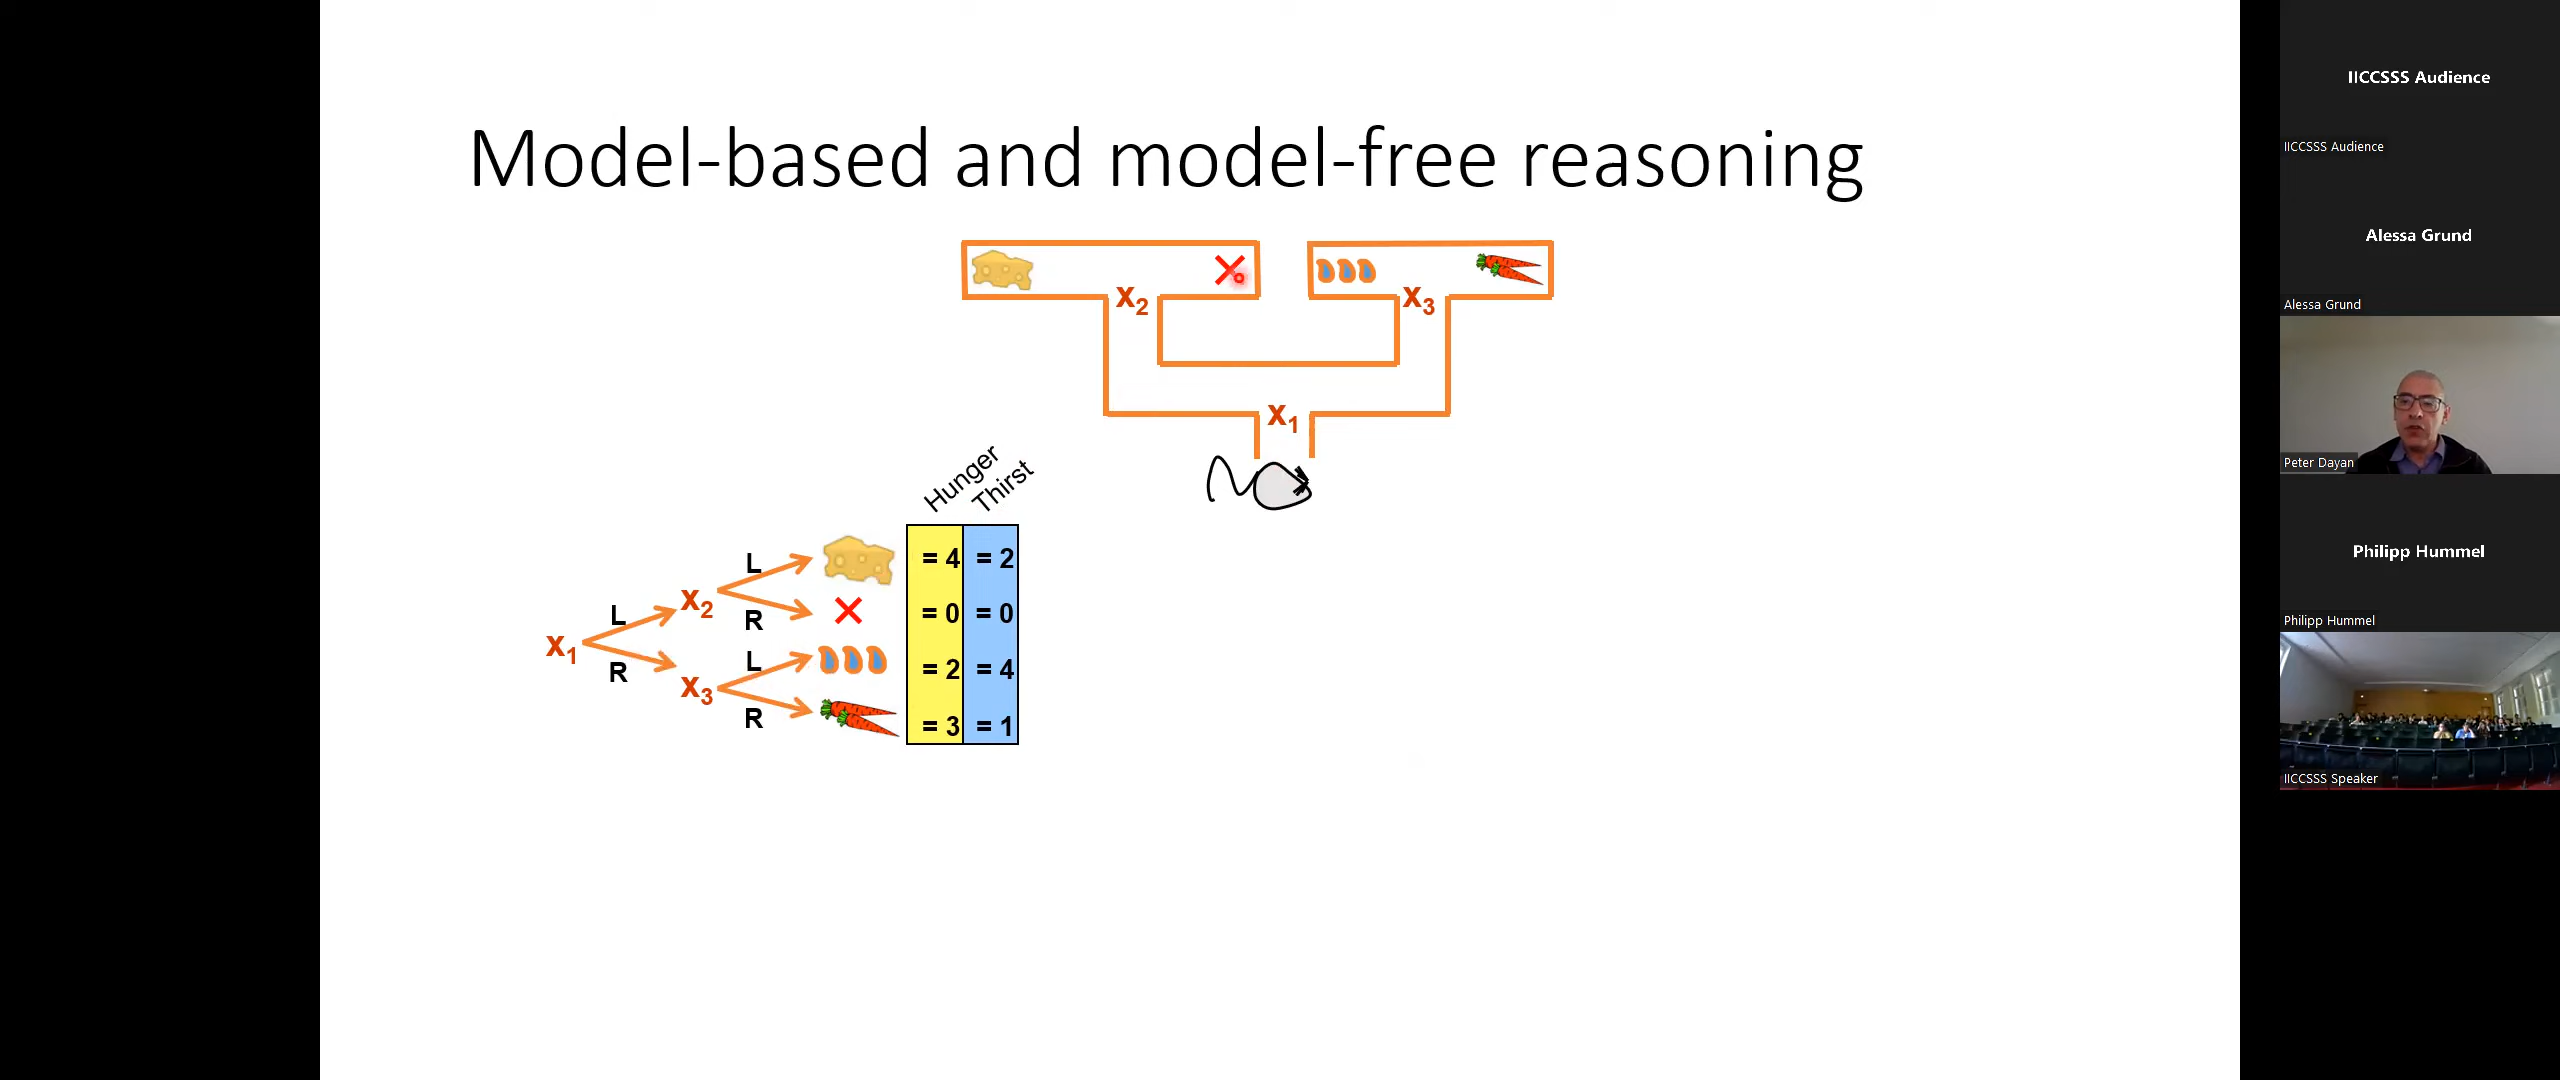 Model-based and model-free reasoning
x2
x3
x1
Hunger
Thirst
L
= 4 = 2
x2
L
R
= 0 = 0
x1
R
L
= 2 = 4
x3
R
= 3 = 1
IICCSSS Audience
IICCSSS Audience
Alessa Grund
Alessa Grund
Peter Dayan
Philipp Hummel
Philipp Hummel
IICCSSS Speaker